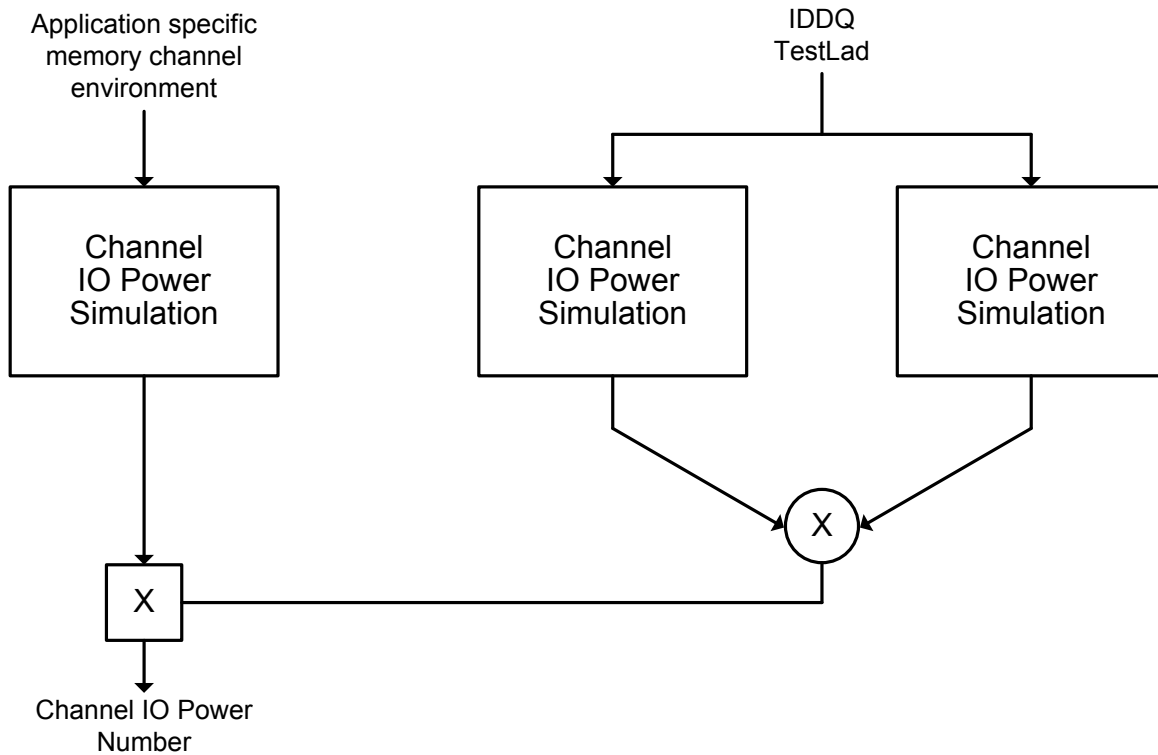 Application specific
memory channel
environment
IDDQ
TestLad
Channel
IO Power
Simulation
Channel
IO Power
Simulation
Channel
IO Power
Simulation
X
X
Channel IO Power
Number